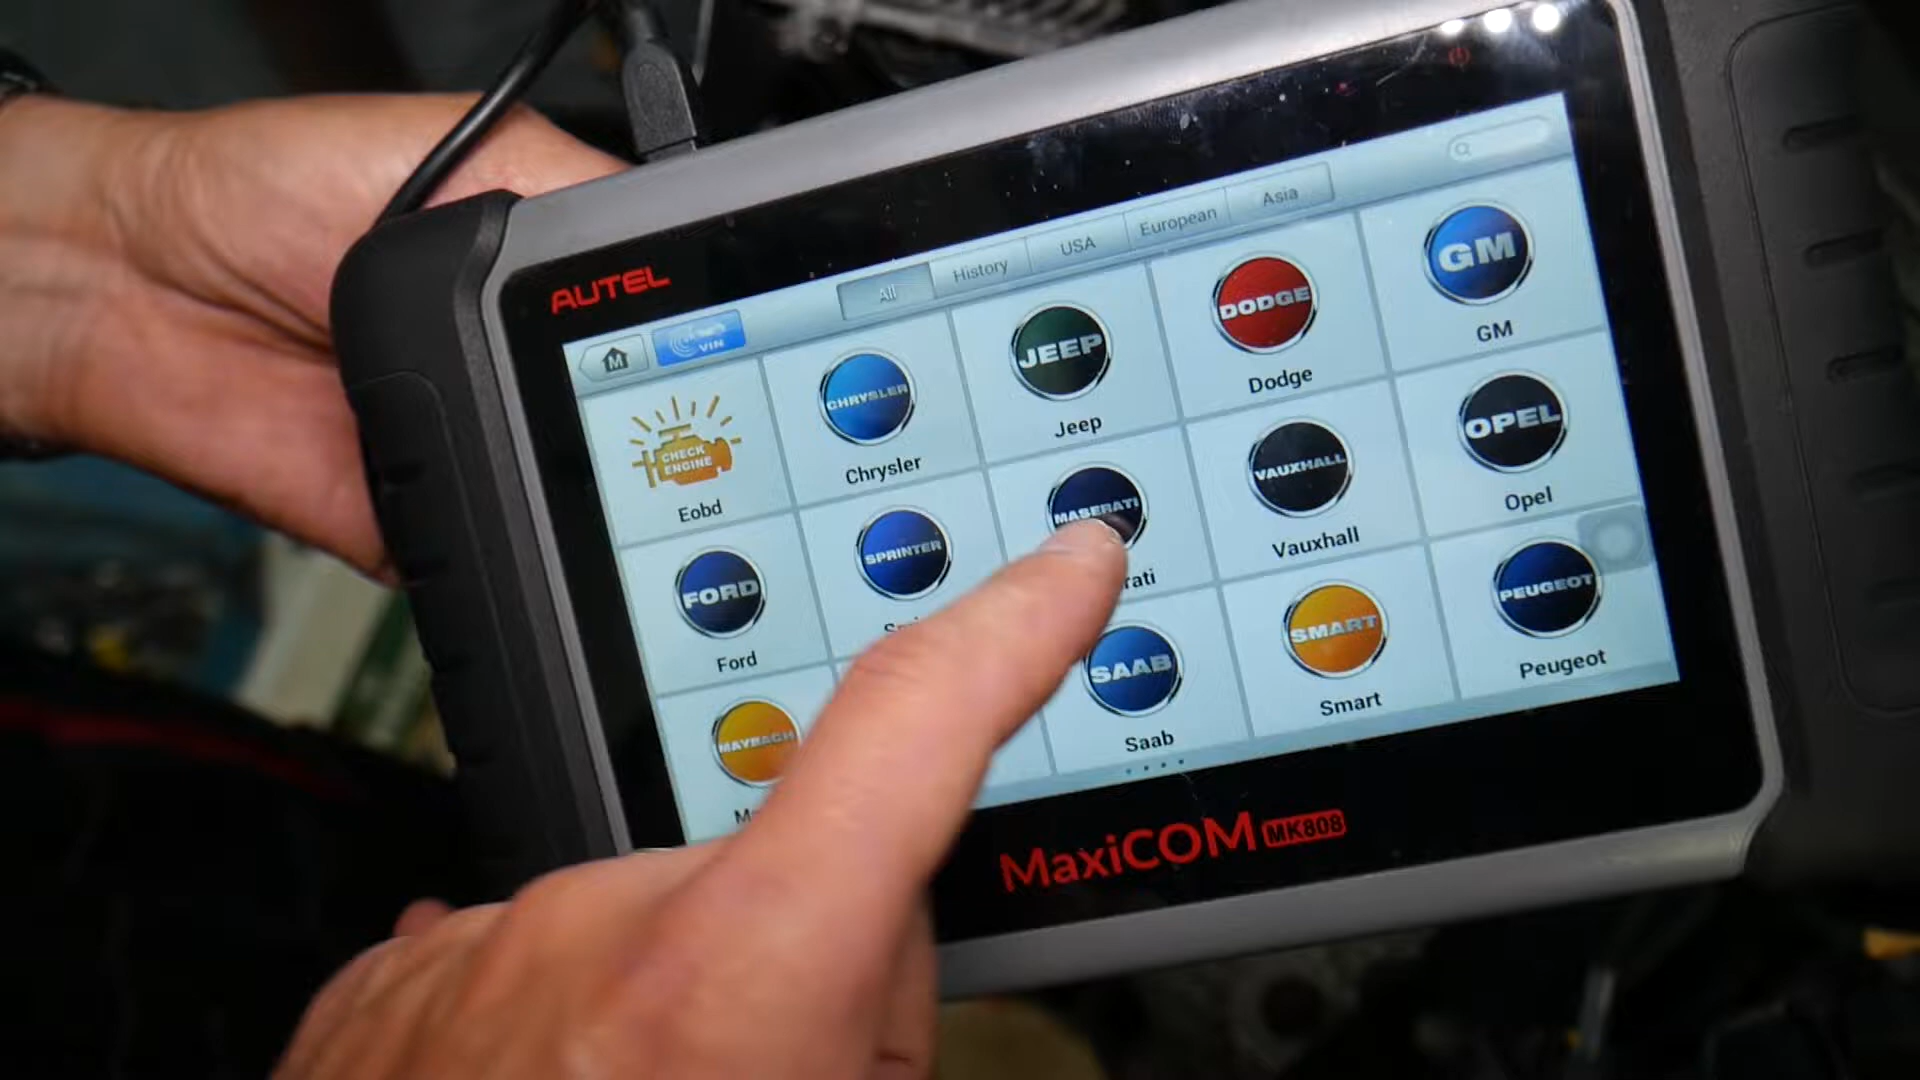 AUTEL
VIN
All
History
USA
European
Asia
CHECK
ENGINE
Eobd
CHRYSLER
Chrysler
JEEP
Jeep
DODGE
Dodge
GM
GM
FORD
Ford
SPRINTER
MASERATI
VAUXHALL
Vauxhall
OPEL
Opel
MAYBACH
SAAB
Saab
SMART
Smart
PEUGEOT
Peugeot
MaxiCOM MK808